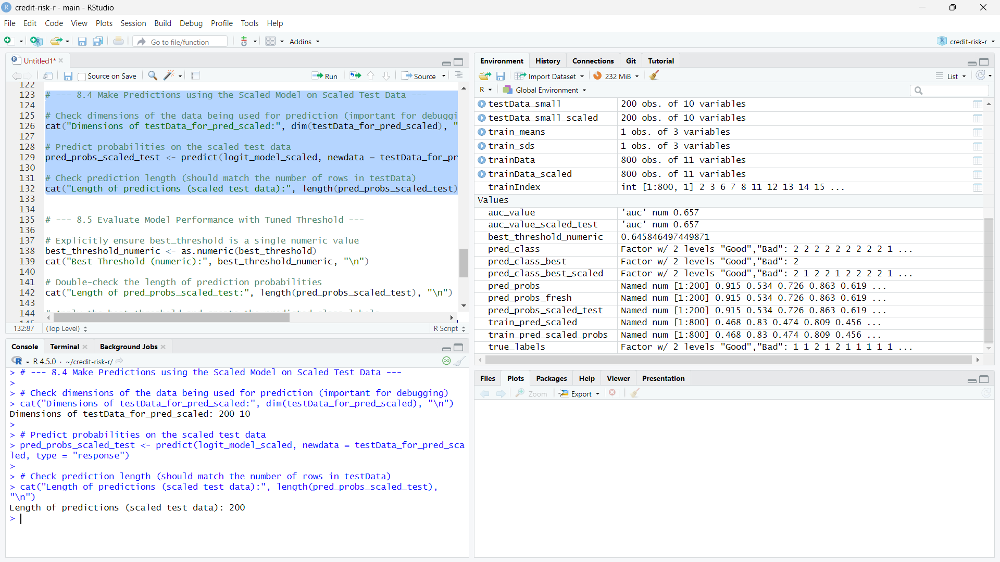 credit-risk-r - main - RStudio
File Edit Code View Plots Session Build Debug Profile Tools Help
Go to file/function Addins credit-risk-r
Untitled1*
Source on Save Run Source
122
123 # --- 8.4 Make Predictions using the Scaled Model on Scaled Test Data ---
124
125 # Check dimensions of the data being used for prediction (important for debuggi
126 cat("Dimensions of testData_for_pred_scaled:", dim(testData_for_pred_scaled), "
127
128 # Predict probabilities on the scaled test data
129 pred_probs_scaled_test <- predict(logit_model_scaled, newdata = testData_for_pr
130
131 # Check prediction length (should match the number of rows in testData)
132 cat("Length of predictions (scaled test data):", length(pred_probs_scaled_test)
133
134
135 # --- 8.5 Evaluate Model Performance with Tuned Threshold ---
136
137 # Explicitly ensure best_threshold is a single numeric value
138 best_threshold_numeric <- as.numeric(best_threshold)
139 cat("Best Threshold (numeric):", best_threshold_numeric, "\n")
140
141 # Double-check the length of prediction probabilities
142 cat("Length of pred_probs_scaled_test:", length(pred_probs_scaled_test), "\n")
143
144
132:87 (Top Level) R Script
Console Terminal Background Jobs
R 4.5.0 · ~/credit-risk-r/
> # --- 8.4 Make Predictions using the Scaled Model on Scaled Test Data ---
>
> # Check dimensions of the data being used for prediction (important for debugging)
> cat("Dimensions of testData_for_pred_scaled:", dim(testData_for_pred_scaled), "\n")
Dimensions of testData_for_pred_scaled: 200 10
>
> # Predict probabilities on the scaled test data
> pred_probs_scaled_test <- predict(logit_model_scaled, newdata = testData_for_pred_sca
led, type = "response")
>
> # Check prediction length (should match the number of rows in testData)
> cat("Length of predictions (scaled test data):", length(pred_probs_scaled_test),
"\n")
Length of predictions (scaled test data): 200
>
Environment History Connections Git Tutorial
Import Dataset 232 MiB List
R Global Environment
testData_small 200 obs. of 10 variables
testData_small_scaled 200 obs. of 10 variables
train_means 1 obs. of 3 variables
train_sds 1 obs. of 3 variables
trainData 800 obs. of 11 variables
trainData_scaled 800 obs. of 11 variables
trainIndex int [1:800, 1] 2 3 6 7 8 11 12 13 14 15 ...
Values
auc_value 'auc' num 0.657
auc_value_scaled_test 'auc' num 0.657
best_threshold_numeric 0.645846497449871
pred_class Factor w/ 2 levels "Good","Bad": 2 2 2 2 2 2 2 2 2 1 ...
pred_class_best Factor w/ 2 levels "Good","Bad": 2
pred_class_best_scaled Factor w/ 2 levels "Good","Bad": 2 1 2 2 1 2 2 2 2 1 ...
pred_probs Named num [1:200] 0.915 0.534 0.726 0.863 0.619 ...
pred_probs_fresh Named num [1:200] 0.915 0.534 0.726 0.863 0.619 ...
pred_probs_scaled_test Named num [1:200] 0.915 0.534 0.726 0.863 0.619 ...
train_pred_scaled Named num [1:800] 0.468 0.83 0.474 0.809 0.456 ...
train_pred_scaled_probs Named num [1:800] 0.468 0.83 0.474 0.809 0.456 ...
true_labels Factor w/ 2 levels "Good","Bad": 1 1 2 1 2 1 1 1 1 1 ...
Files Plots Packages Help Viewer Presentation
Zoom Export